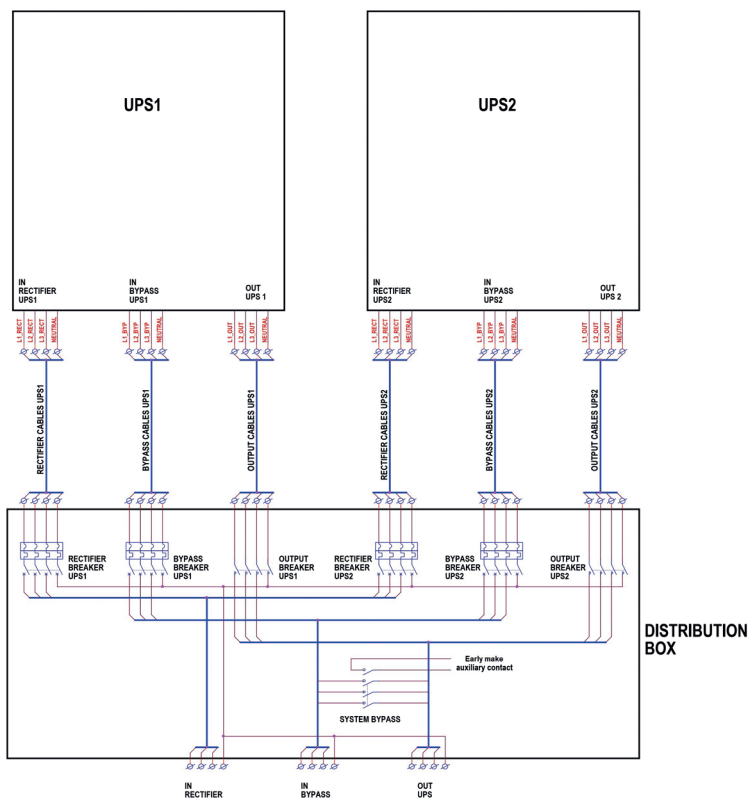 UPS1
UPS2
IN
RECTIFIER
UPS1
IN
BYPASS
UPS1
OUT
UPS 1
IN
RECTIFIER
UPS2
IN
BYPASS
UPS2
OUT
UPS 2
L1_RECT
L2_RECT
L3_RECT
NEUTRAL
L1_BYP
L2_BYP
L3_BYP
NEUTRAL
L1_OUT
L2_OUT
L3_OUT
NEUTRAL
L1_RECT
L2_RECT
L3_RECT
NEUTRAL
L1_BYP
L2_BYP
L3_BYP
NEUTRAL
L1_OUT
L2_OUT
L3_OUT
NEUTRAL
RECTIFIER CABLES UPS1
BYPASS CABLES UPS1
OUTPUT CABLES UPS1
RECTIFIER CABLES UPS2
BYPASS CABLES UPS2
OUTPUT CABLES UPS2
RECTIFIER
BREAKER
UPS1
BYPASS
BREAKER
UPS1
OUTPUT
BREAKER
UPS1
RECTIFIER
BREAKER
UPS2
BYPASS
BREAKER
UPS2
OUTPUT
BREAKER
UPS2
DISTRIBUTION
BOX
Early make
auxiliary contact
SYSTEM BYPASS
IN
RECTIFIER
IN
BYPASS
OUT
UPS